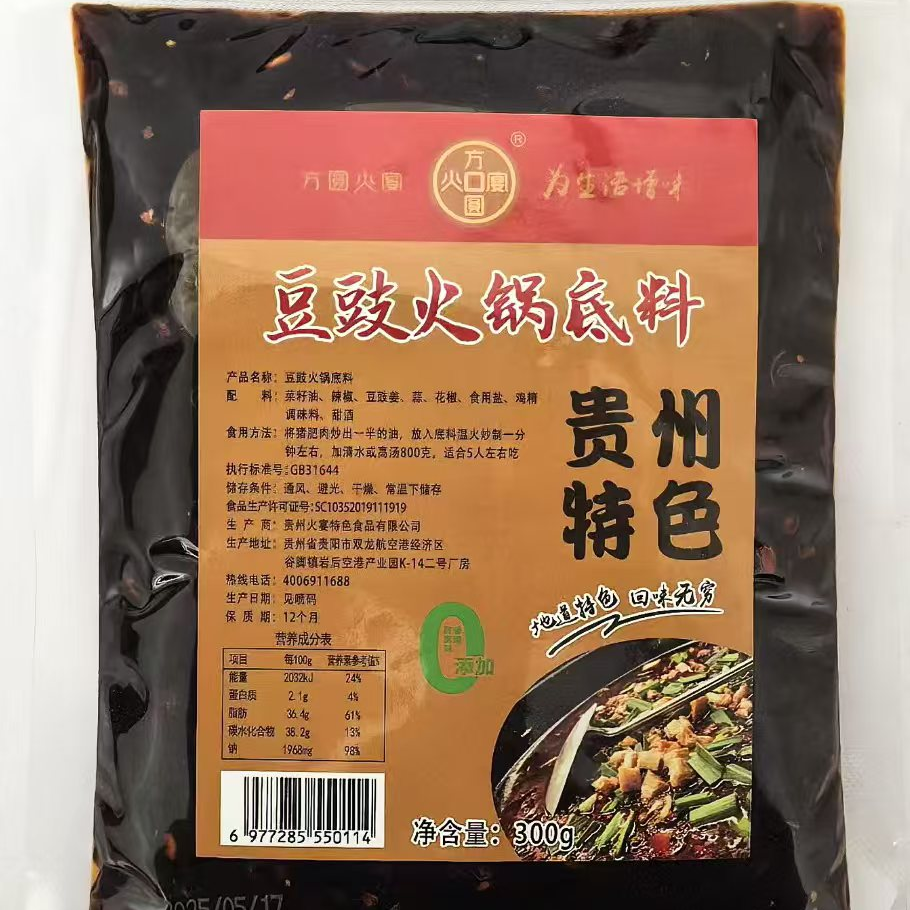 方圆火宴
方火宴圆
®
为生活增味
豆豉火锅底料
产品名称：豆豉火锅底料
配 料：菜籽油、辣椒、豆豉姜、蒜、花椒、食用盐、鸡精
调味料、甜酒
食用方法：将猪肥肉炒出一半的油，放入底料温火炒制一分
钟左右，加清水或高汤800克，适合5人左右吃
执行标准号：GB31644
储存条件：通风、避光、干燥、常温下储存
食品生产许可证号：SC10352019111919
生 产 商：贵州火宴特色食品有限公司
生产地址：贵州省贵阳市双龙航空港经济区
谷脚镇岩后空港产业园K-14二号厂房
热线电话：4006911688
生产日期：见喷码
保 质 期：12个月
贵州
特色
地道特色 回味无穷
0
添加
营养成分表
项目 每100g 营养素参考值%
能量 2032kJ 24%
蛋白质 2.1g 4%
脂肪 36.4g 61%
碳水化合物 38.2g 13%
钠 1968mg 98%
6 977285 550114
净含量：300g
2025/05/17